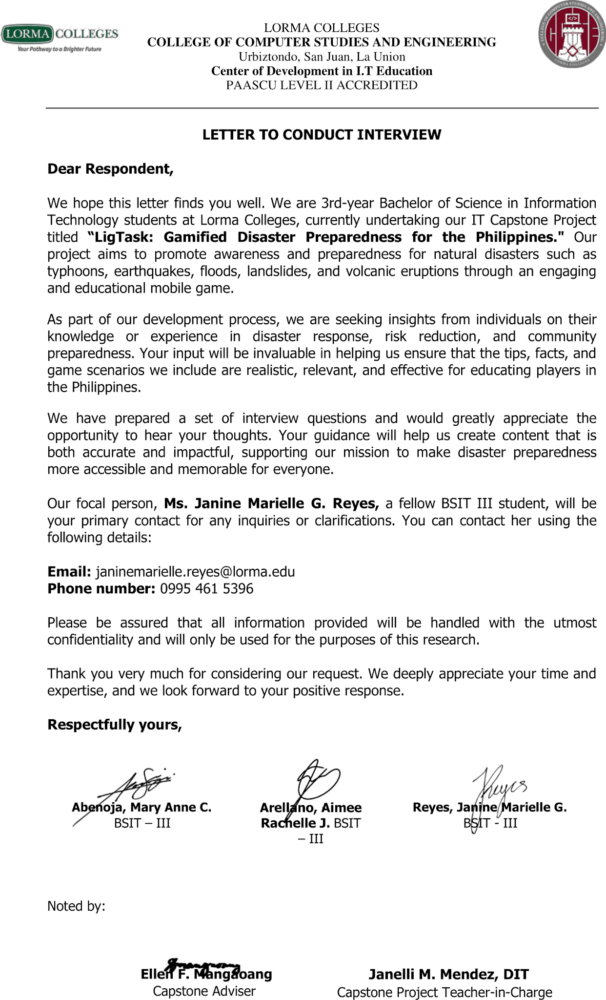 LORMA COLLEGES
Your Pathway to a Brighter Future
LORMA COLLEGES
COLLEGE OF COMPUTER STUDIES AND ENGINEERING
Urbiztondo, San Juan, La Union
Center of Development in I.T Education
PAASCU LEVEL II ACCREDITED
COLLEGE OF COMPUTER STUDIES AND ENGINEERING
LORMA COLLEGES
LETTER TO CONDUCT INTERVIEW
Dear Respondent,
We hope this letter finds you well. We are 3rd-year Bachelor of Science in Information
Technology students at Lorma Colleges, currently undertaking our IT Capstone Project
titled “LigTask: Gamified Disaster Preparedness for the Philippines." Our
project aims to promote awareness and preparedness for natural disasters such as
typhoons, earthquakes, floods, landslides, and volcanic eruptions through an engaging
and educational mobile game.
As part of our development process, we are seeking insights from individuals on their
knowledge or experience in disaster response, risk reduction, and community
preparedness. Your input will be invaluable in helping us ensure that the tips, facts, and
game scenarios we include are realistic, relevant, and effective for educating players in
the Philippines.
We have prepared a set of interview questions and would greatly appreciate the
opportunity to hear your thoughts. Your guidance will help us create content that is
both accurate and impactful, supporting our mission to make disaster preparedness
more accessible and memorable for everyone.
Our focal person, Ms. Janine Marielle G. Reyes, a fellow BSIT III student, will be
your primary contact for any inquiries or clarifications. You can contact her using the
following details:
Email: janinemarielle.reyes@lorma.edu
Phone number: 0995 461 5396
Please be assured that all information provided will be handled with the utmost
confidentiality and will only be used for the purposes of this research.
Thank you very much for considering our request. We deeply appreciate your time and
expertise, and we look forward to your positive response.
Respectfully yours,
Abenoja, Mary Anne C.
BSIT – III
Arellano, Aimee
Rachelle J. BSIT
– III
Reyes, Janine Marielle G.
BSIT - III
Noted by:
Ellen F. Mangaoang
Capstone Adviser
Janelli M. Mendez, DIT
Capstone Project Teacher-in-Charge